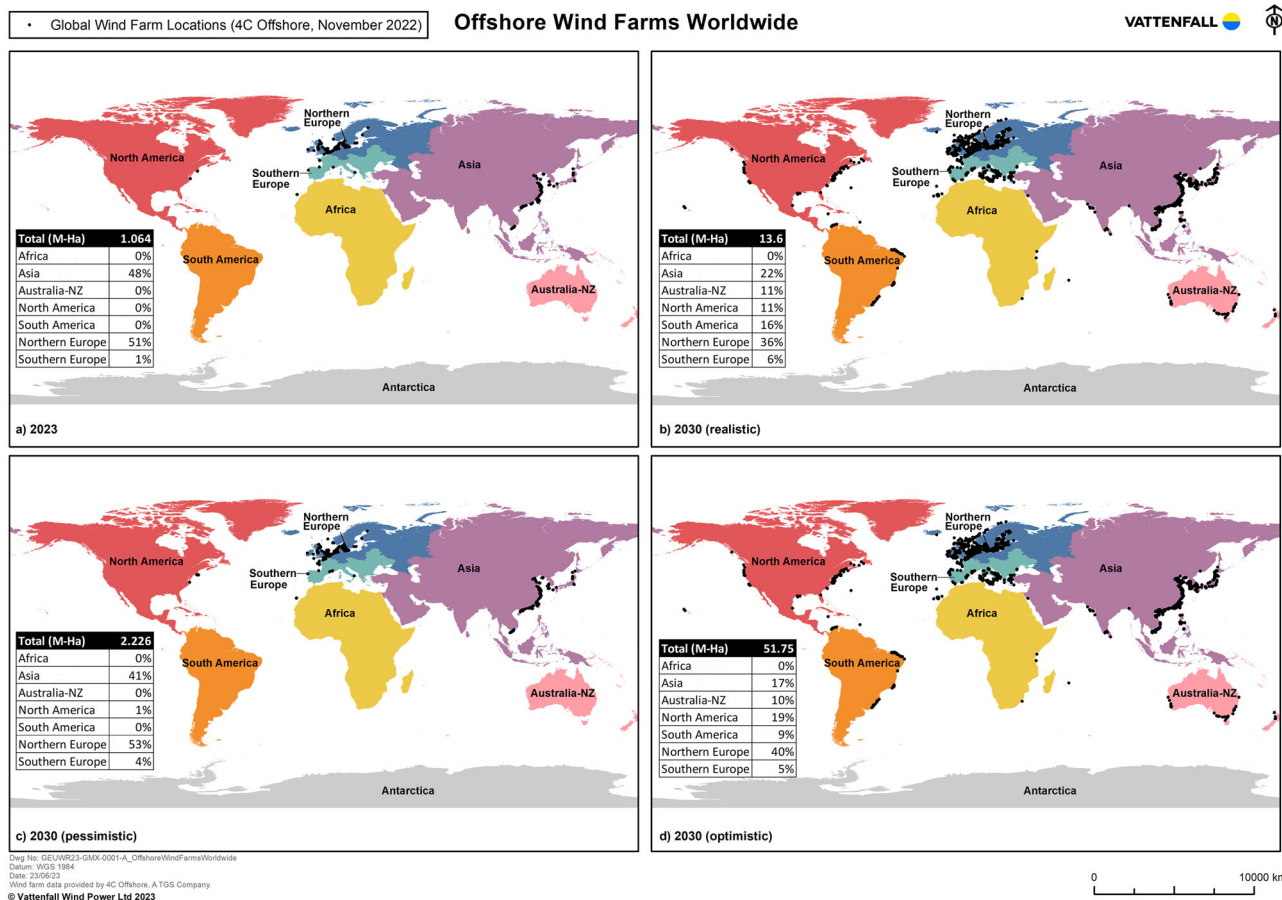 • Global Wind Farm Locations (4C Offshore, November 2022)
Offshore Wind Farms Worldwide
VATTENFALL
N
Northern
Europe
North America
Asia
Southern
Europe
Africa
South America
Australia-NZ
Antarctica
Total (M-Ha) 1.064
Africa 0%
Asia 48%
Australia-NZ 0%
North America 0%
South America 0%
Northern Europe 51%
Southern Europe 1%
a) 2023
Northern
Europe
North America
Asia
Southern
Europe
Africa
South America
Australia-NZ
Antarctica
Total (M-Ha) 13.6
Africa 0%
Asia 22%
Australia-NZ 11%
North America 11%
South America 16%
Northern Europe 36%
Southern Europe 6%
b) 2030 (realistic)
Northern
Europe
North America
Asia
Southern
Europe
Africa
South America
Australia-NZ
Antarctica
Total (M-Ha) 2.226
Africa 0%
Asia 41%
Australia-NZ 0%
North America 1%
South America 0%
Northern Europe 53%
Southern Europe 4%
c) 2030 (pessimistic)
Northern
Europe
North America
Asia
Southern
Europe
Africa
South America
Australia-NZ
Antarctica
Total (M-Ha) 51.75
Africa 0%
Asia 17%
Australia-NZ 10%
North America 19%
South America 9%
Northern Europe 40%
Southern Europe 5%
d) 2030 (optimistic)
Dwg No: GEUWR23-GMX-0001-A_OffshoreWindFarmsWorldwide
Datum: WGS 1984
Date: 23/06/23
Wind farm data provided by 4C Offshore, A TGS Company.
© Vattenfall Wind Power Ltd 2023
0 10000 km